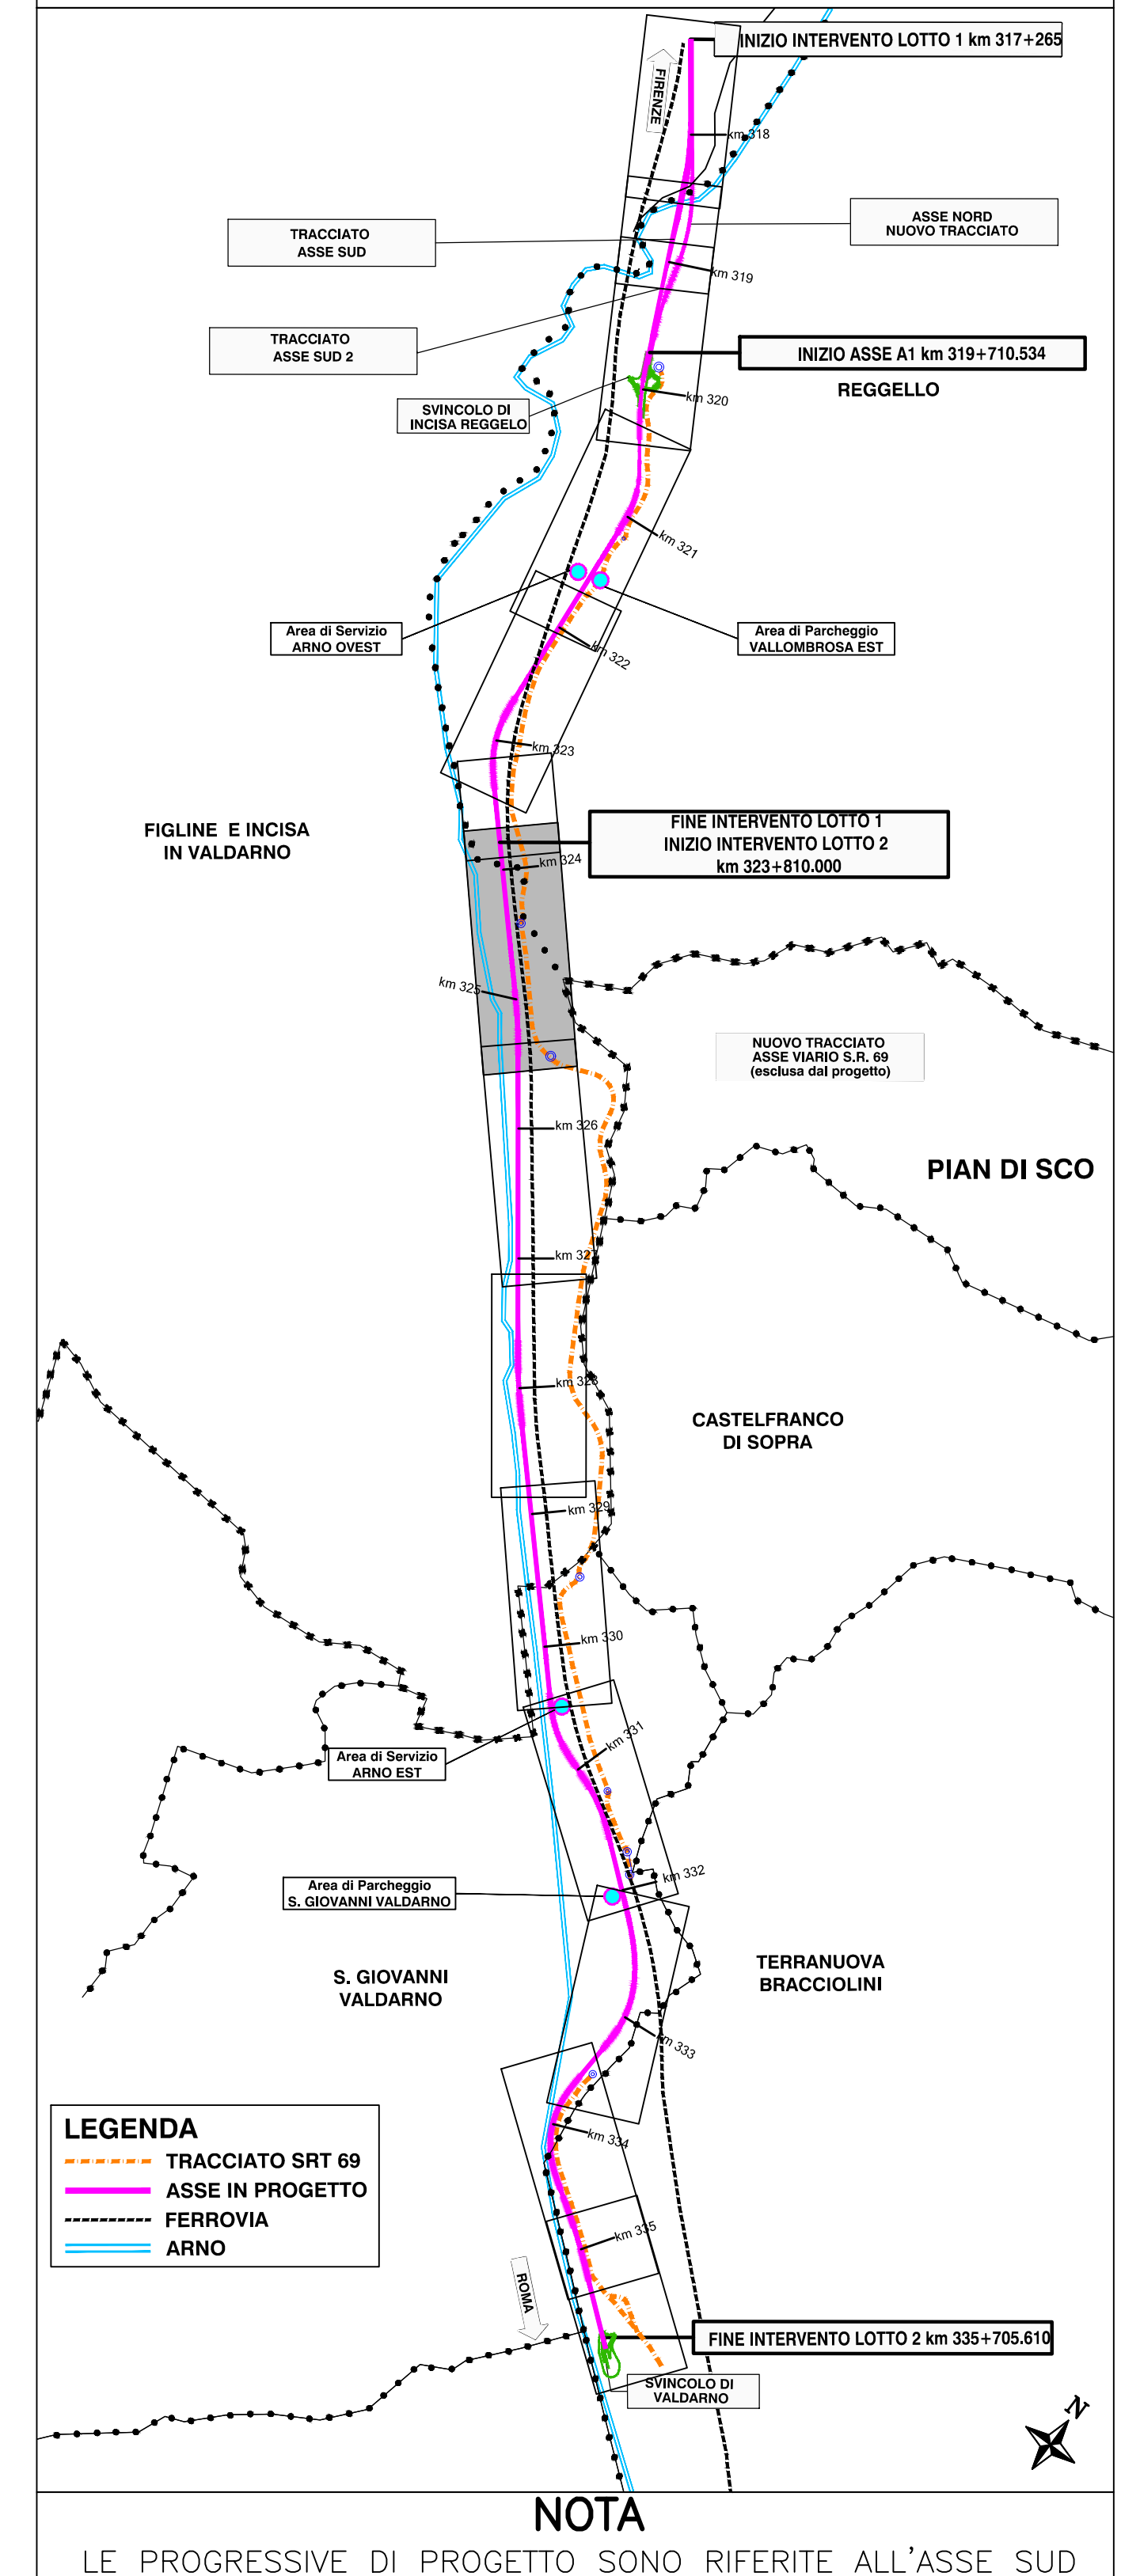 INIZIO INTERVENTO LOTTO 1 km 317+265
FIRENZE
km 318
TRACCIATO
ASSE SUD
ASSE NORD
NUOVO TRACCIATO
km 319
TRACCIATO
ASSE SUD 2
INIZIO ASSE A1 km 319+710.534
REGGELLO
km 320
SVINCOLO DI
INCISA REGGELO
km 321
Area di Servizio
ARNO OVEST
Area di Parcheggio
VALLOMBROSA EST
km 322
km 323
FIGLINE E INCISA
IN VALDARNO
FINE INTERVENTO LOTTO 1
INIZIO INTERVENTO LOTTO 2
km 323+810.000
km 324
km 325
NUOVO TRACCIATO
ASSE VIARIO S.R. 69
(esclusa dal progetto)
km 326
PIAN DI SCO
km 327
km 328
CASTELFRANCO
DI SOPRA
km 329
km 330
km 331
Area di Servizio
ARNO EST
km 332
Area di Parcheggio
S. GIOVANNI VALDARNO
TERRANUOVA
BRACCIOLINI
S. GIOVANNI
VALDARNO
km 333
LEGENDA
TRACCIATO SRT 69
ASSE IN PROGETTO
FERROVIA
ARNO
km 334
km 335
ROMA
FINE INTERVENTO LOTTO 2 km 335+705.610
SVINCOLO DI
VALDARNO
N
NOTA
LE PROGRESSIVE DI PROGETTO SONO RIFERITE ALL'ASSE SUD